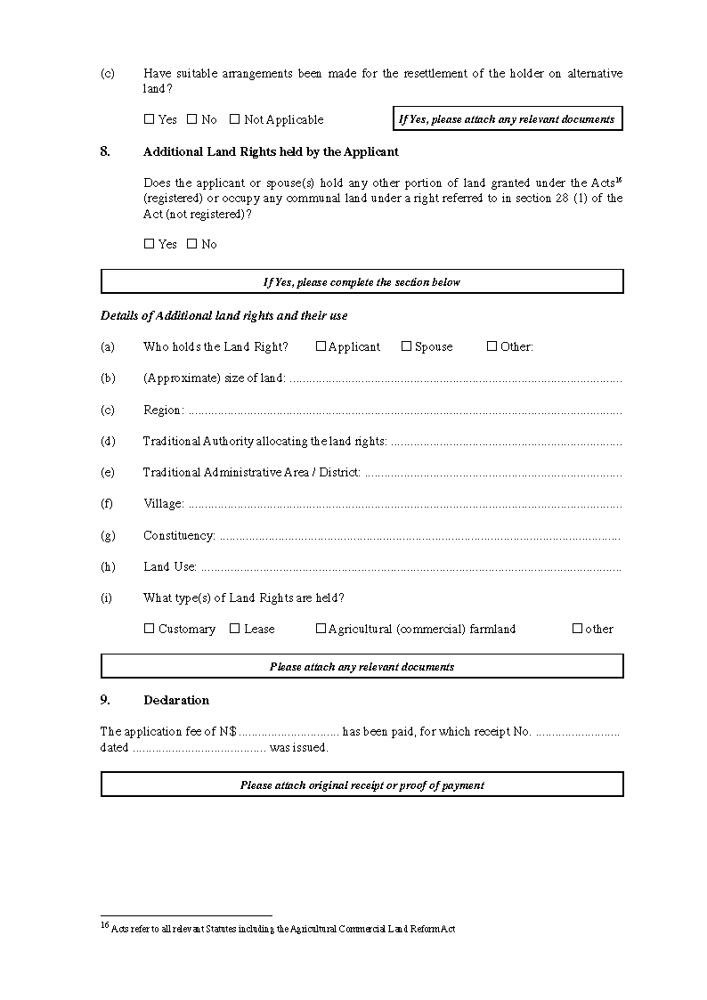 (c) Have suitable arrangements been made for the resettlement of the holder on alternative
land?
☐ Yes ☐ No ☐ Not Applicable If Yes, please attach any relevant documents
8. Additional Land Rights held by the Applicant
Does the applicant or spouse(s) hold any other portion of land granted under the Acts16
(registered) or occupy any communal land under a right referred to in section 28 (1) of the
Act (not registered)?
☐ Yes ☐ No
If Yes, please complete the section below
Details of Additional land rights and their use
(a) Who holds the Land Right? ☐ Applicant ☐ Spouse ☐ Other:
(b) (Approximate) size of land: ....................................................................................................
(c) Region: ...................................................................................................................................
(d) Traditional Authority allocating the land rights: ......................................................................
(e) Traditional Administrative Area / District: ..............................................................................
(f) Village: ...................................................................................................................................
(g) Constituency: .........................................................................................................................
(h) Land Use: ...............................................................................................................................
(i) What type(s) of Land Rights are held?
☐ Customary ☐ Lease ☐ Agricultural (commercial) farmland ☐ other
Please attach any relevant documents
9. Declaration
The application fee of N$ ............................... has been paid, for which receipt No. ..........................
dated ......................................... was issued.
Please attach original receipt or proof of payment
16 Acts refer to all relevant Statutes including the Agricultural Commercial Land Reform Act